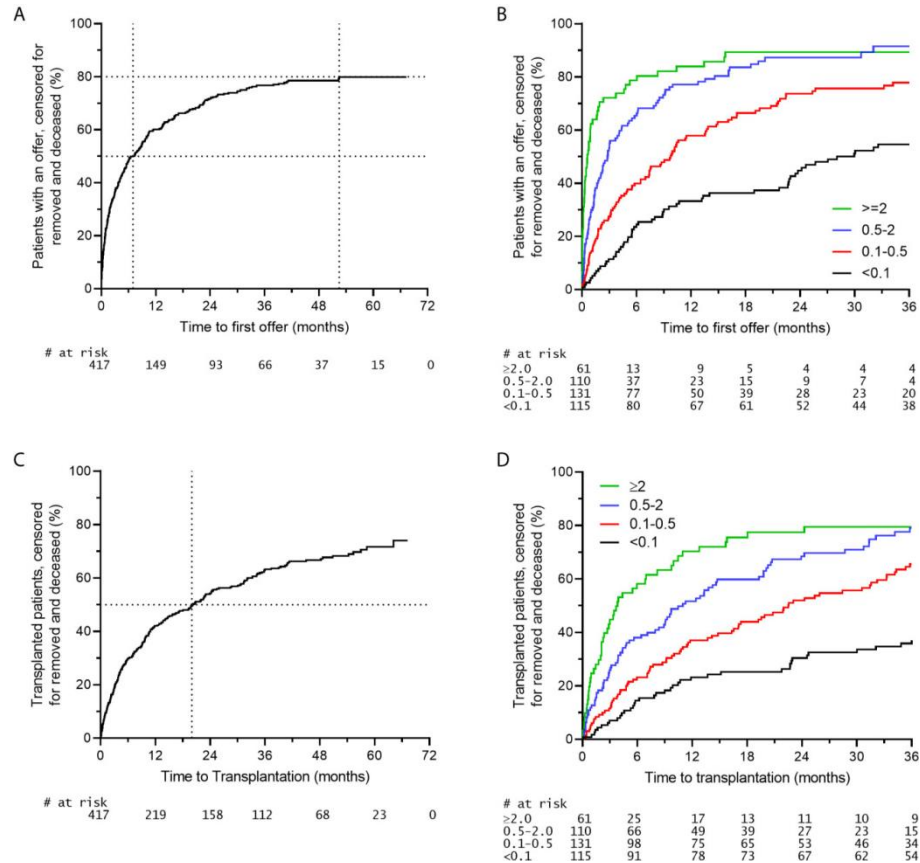 A
Patients with an offer, censored for
removed and deceased (%)
100
80
60
40
20
0
0 12 24 36 48 60 72
Time to first offer (months)
# at risk
417 149 93 66 37 15 0
B
Patients with an offer, censored
for removed and deceased (%)
100
80
60
40
20
0
>=2
0.5-2
0.1-0.5
<0.1
0 6 12 18 24 30 36
Time to first offer (months)
# at risk
≥2.0 61 13 9 5 4 4 4
0.5-2.0 110 37 23 15 9 7 4
0.1-0.5 131 77 50 39 28 23 20
<0.1 115 80 67 61 52 44 38
C
Transplanted patients, censored
for removed and deceased (%)
100
80
60
40
20
0
0 12 24 36 48 60 72
Time to Transplantation (months)
# at risk
417 219 158 112 68 23 0
D
Transplanted patients, censored
for removed and deceased (%)
100
80
60
40
20
0
≥2
0.5-2
0.1-0.5
<0.1
0 6 12 18 24 30 36
Time to transplantation (months)
# at risk
≥2.0 61 25 17 13 11 10 9
0.5-2.0 110 66 49 39 27 23 15
0.1-0.5 131 98 75 65 53 46 34
<0.1 115 91 78 73 67 62 54